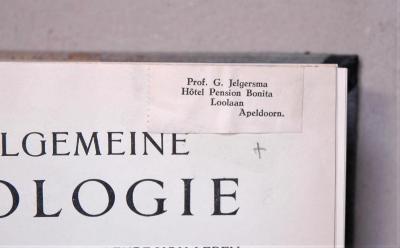 Prof. G. Jelgersma
Hôtel Pension Bonita
Loolaan
Apeldoorn.
LGEMEINE
OLOGIE